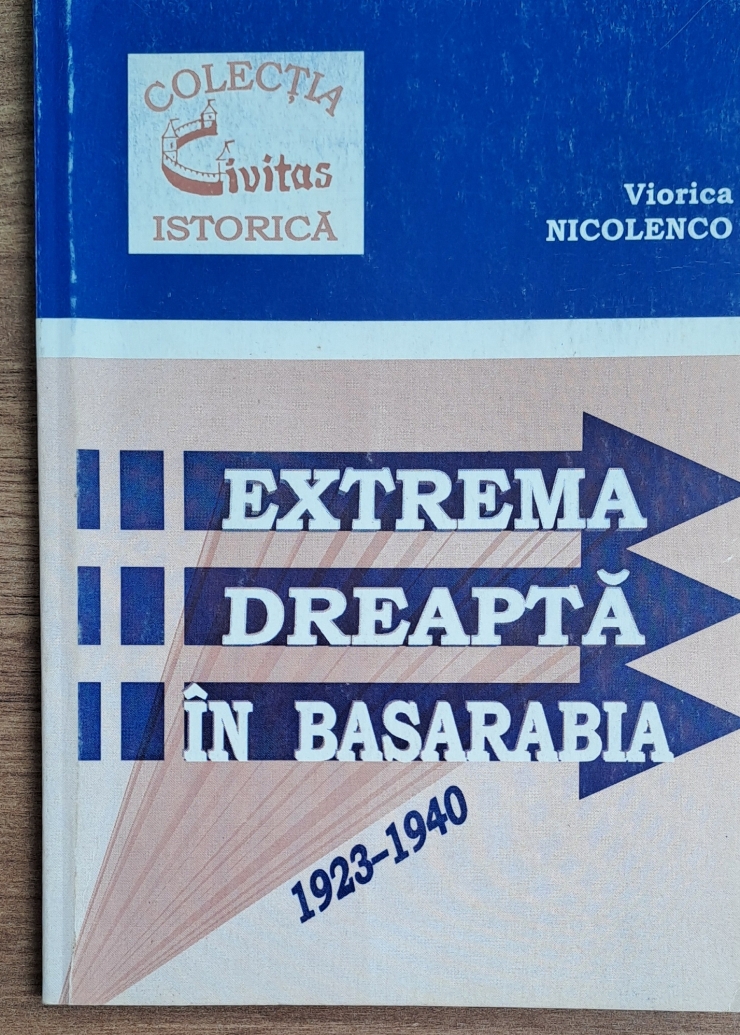 COLECȚIA
Civitas
ISTORICĂ
Viorica
NICOLENCO
EXTREMA
DREAPTĂ
ÎN BASARABIA
1923-1940